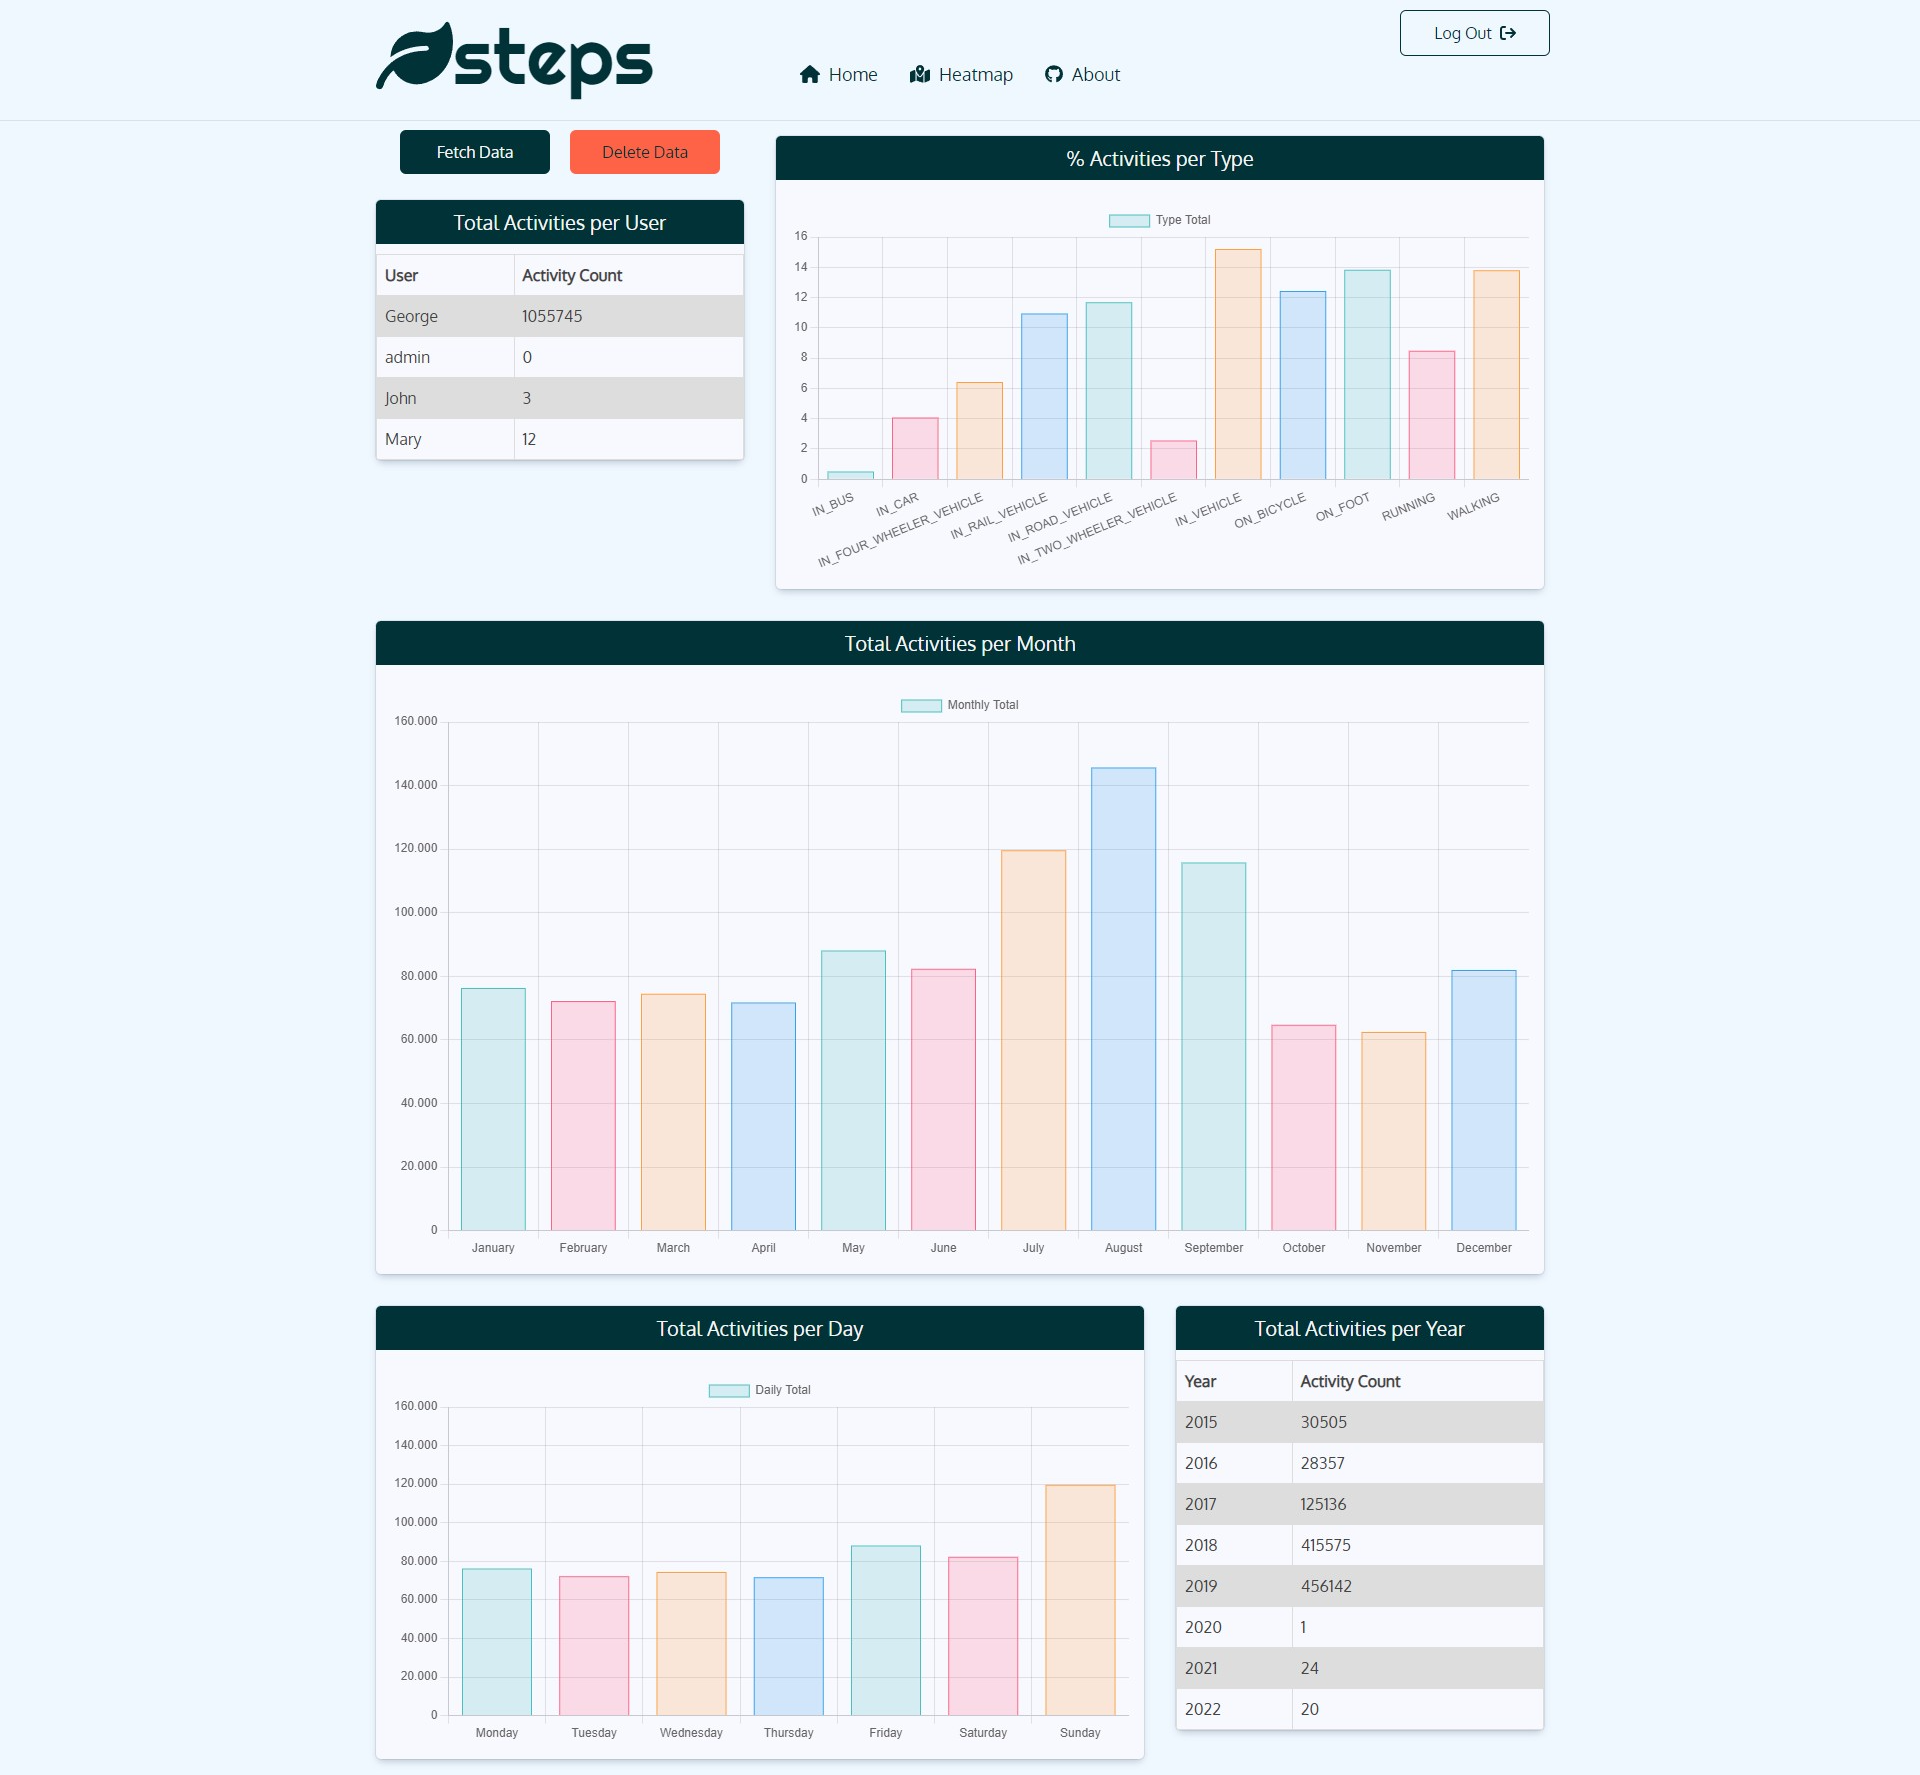 steps
Home Heatmap About
Log Out
Fetch Data Delete Data
Total Activities per User
User Activity Count
George 1055745
admin 0
John 3
Mary 12
% Activities per Type
Type Total
16
14
12
10
8
6
4
2
0
IN_BUS IN_CAR IN_FOUR_WHEELER_VEHICLE IN_RAIL_VEHICLE IN_ROAD_VEHICLE IN_TWO_WHEELER_VEHICLE IN_VEHICLE ON_BICYCLE ON_FOOT RUNNING WALKING
Total Activities per Month
Monthly Total
160.000
140.000
120.000
100.000
80.000
60.000
40.000
20.000
0
January February March April May June July August September October November December
Total Activities per Day
Daily Total
160.000
140.000
120.000
100.000
80.000
60.000
40.000
20.000
0
Monday Tuesday Wednesday Thursday Friday Saturday Sunday
Total Activities per Year
Year Activity Count
2015 30505
2016 28357
2017 125136
2018 415575
2019 456142
2020 1
2021 24
2022 20